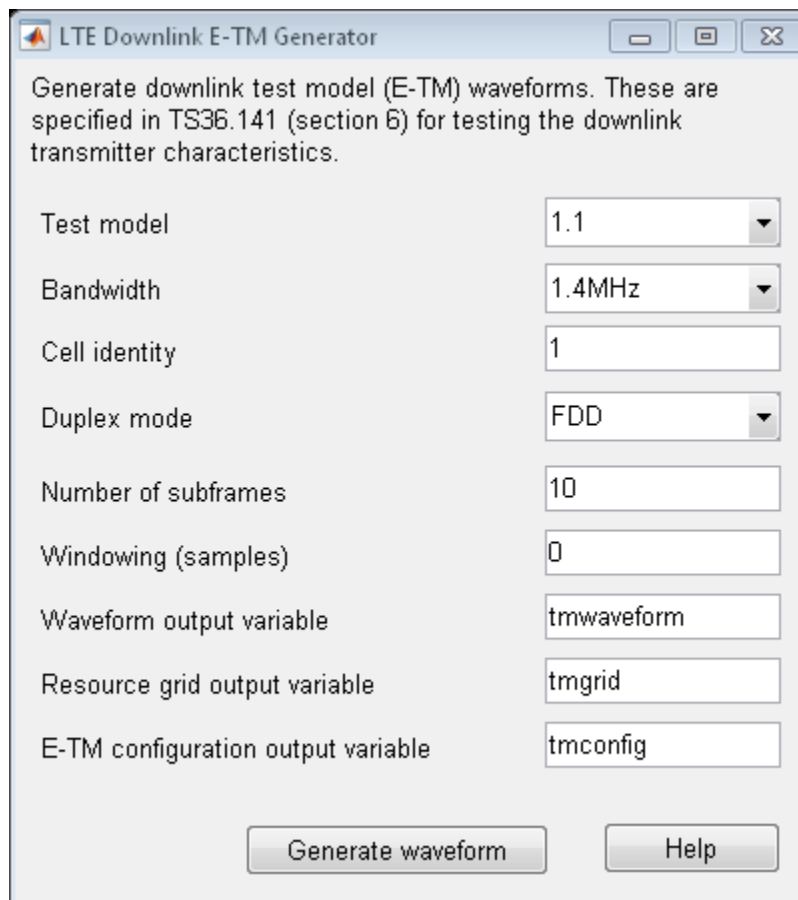 LTE Downlink E-TM Generator
Generate downlink test model (E-TM) waveforms. These are
specified in TS36.141 (section 6) for testing the downlink
transmitter characteristics.
Test model 1.1
Bandwidth 1.4MHz
Cell identity 1
Duplex mode FDD
Number of subframes 10
Windowing (samples) 0
Waveform output variable tmwaveform
Resource grid output variable tmgrid
E-TM configuration output variable tmconfig
Generate waveform Help